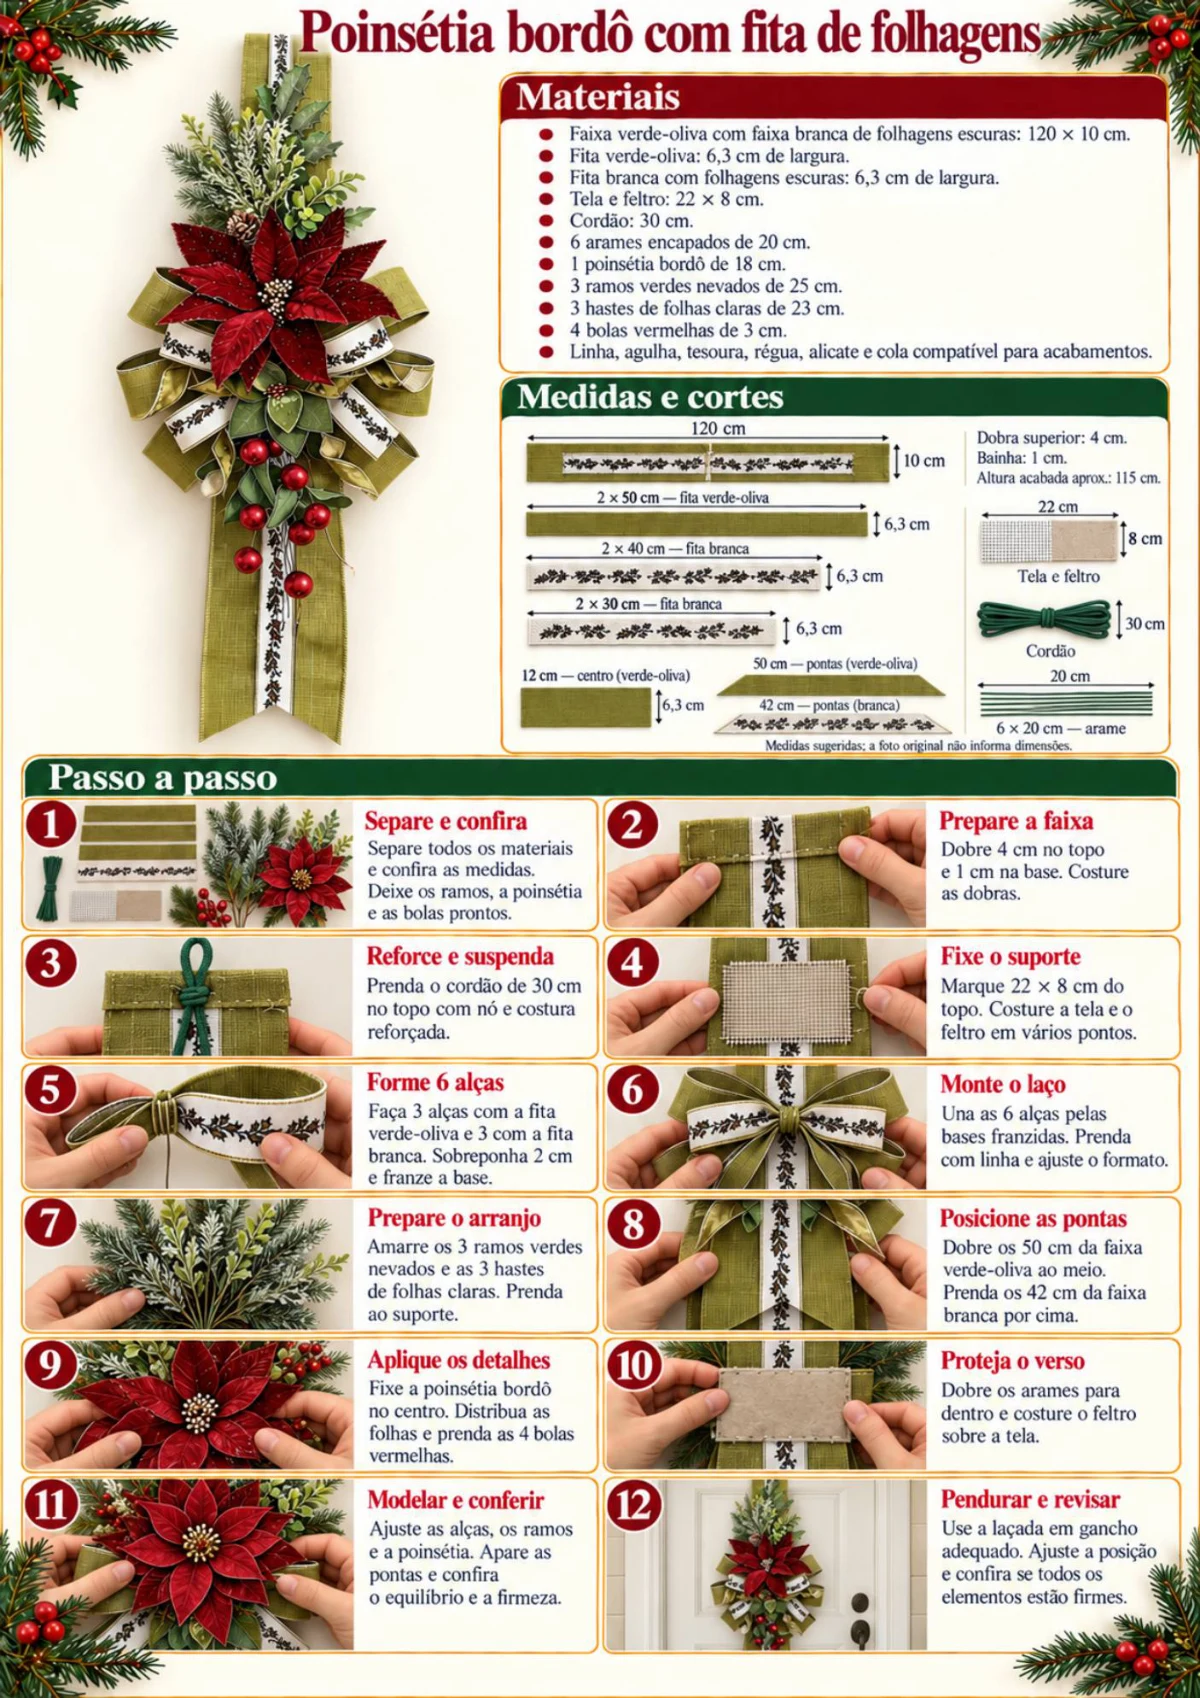 Poinsétia bordô com fita de folhagens
Materiais
Faixa verde-oliva com faixa branca de folhagens escuras: 120 × 10 cm.
Fita verde-oliva: 6,3 cm de largura.
Fita branca com folhagens escuras: 6,3 cm de largura.
Tela e feltro: 22 × 8 cm.
Cordão: 30 cm.
6 arames encapados de 20 cm.
1 poinsétia bordô de 18 cm.
3 ramos verdes nevados de 25 cm.
3 hastes de folhas claras de 23 cm.
4 bolas vermelhas de 3 cm.
Linha, agulha, tesoura, régua, alicate e cola compatível para acabamentos.
Medidas e cortes
120 cm
10 cm
2 × 50 cm — fita verde-oliva
6,3 cm
2 × 40 cm — fita branca
6,3 cm
2 × 30 cm — fita branca
6,3 cm
12 cm — centro (verde-oliva)
6,3 cm
50 cm — pontas (verde-oliva)
42 cm — pontas (branca)
Dobra superior: 4 cm.
Bainha: 1 cm.
Altura acabada aprox.: 115 cm.
22 cm
8 cm
Tela e feltro
30 cm
Cordão
20 cm
6 × 20 cm — arame
Medidas sugeridas; a foto original não informa dimensões.
Passo a passo
1
Separe e confira
Separe todos os materiais
e confira as medidas.
Deixe os ramos, a poinsétia
e as bolas prontos.
2
Prepare a faixa
Dobre 4 cm no topo
e 1 cm na base. Costure
as dobras.
3
Reforce e suspenda
Prenda o cordão de 30 cm
no topo com nó e costura
reforçada.
4
Fixe o suporte
Marque 22 × 8 cm do
topo. Costure a tela e o
feltro em vários pontos.
5
Forme 6 alças
Faça 3 alças com a fita
verde-oliva e 3 com a fita
branca. Sobreponha 2 cm
e franze a base.
6
Monte o laço
Una as 6 alças pelas
bases franzidas. Prenda
com linha e ajuste o formato.
7
Prepare o arranjo
Amarre os 3 ramos verdes
nevados e as 3 hastes
de folhas claras. Prenda
ao suporte.
8
Posicione as pontas
Dobre os 50 cm da faixa
verde-oliva ao meio.
Prenda os 42 cm da faixa
branca por cima.
9
Aplique os detalhes
Fixe a poinsétia bordô
no centro. Distribua as
folhas e prenda as 4 bolas
vermelhas.
10
Proteja o verso
Dobre os arames para
dentro e costure o feltro
sobre a tela.
11
Modelar e conferir
Ajuste as alças, os ramos
e a poinsétia. Apare as
pontas e confira
o equilíbrio e a firmeza.
12
Pendurar e revisar
Use a laçada em gancho
adequado. Ajuste a posição
e confira se todos os
elementos estão firmes.